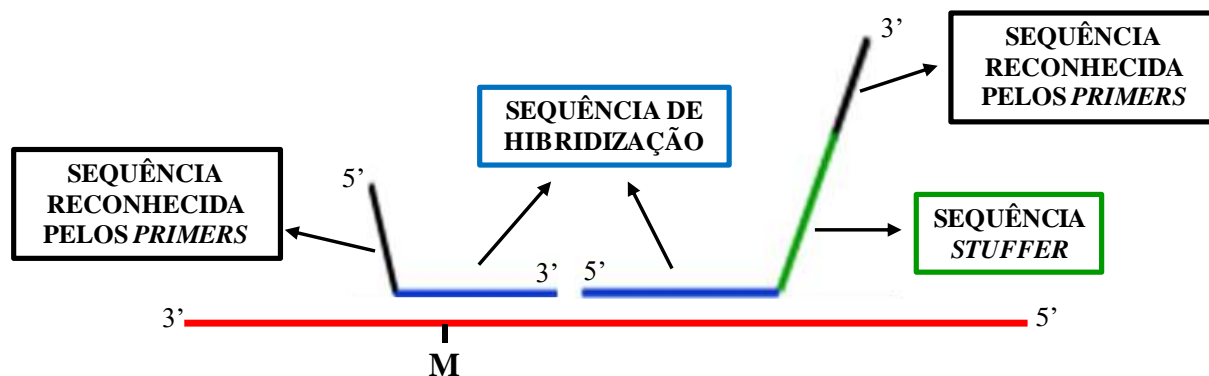 3’
SEQUÊNCIA
RECONHECIDA
PELOS PRIMERS
SEQUÊNCIA DE
HIBRIDIZAÇÃO
SEQUÊNCIA
RECONHECIDA
PELOS PRIMERS
5’
SEQUÊNCIA
STUFFER
3’ 5’
3’ 5’
M